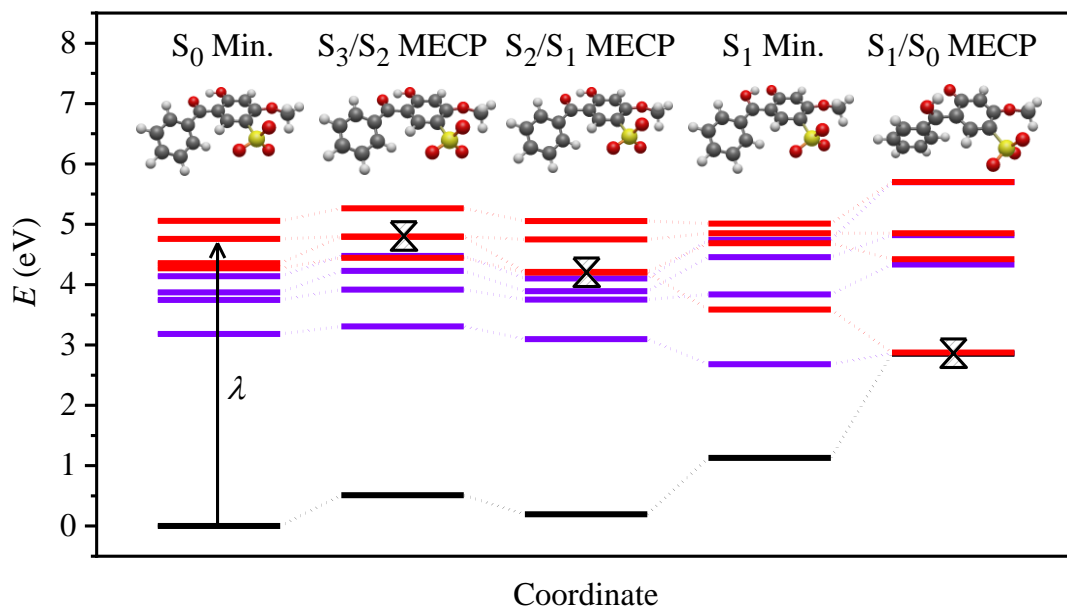 S₀ Min. S₃/S₂ MECP S₂/S₁ MECP S₁ Min. S₁/S₀ MECP
8
7
6
5
4
3
2
1
0
E (eV)
λ
Coordinate